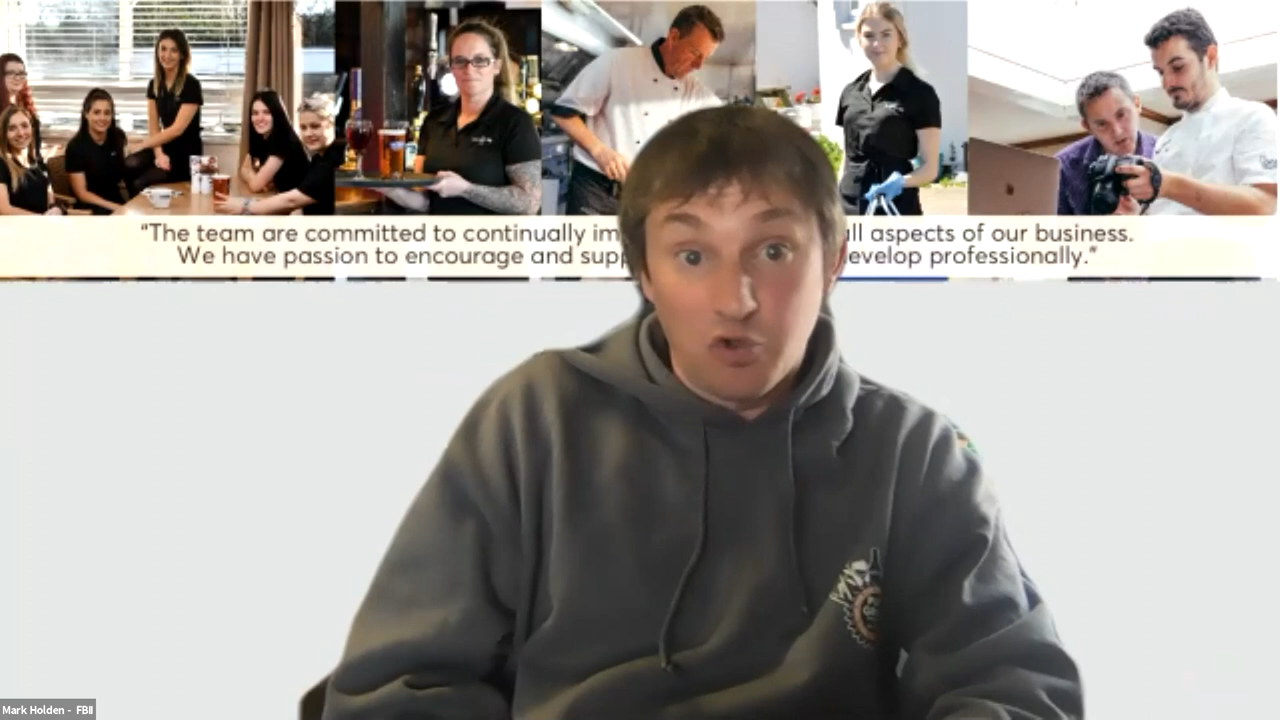 "The team are committed to continually im all aspects of our business.
We have passion to encourage and supp evelop professionally."
Mark Holden - FBII